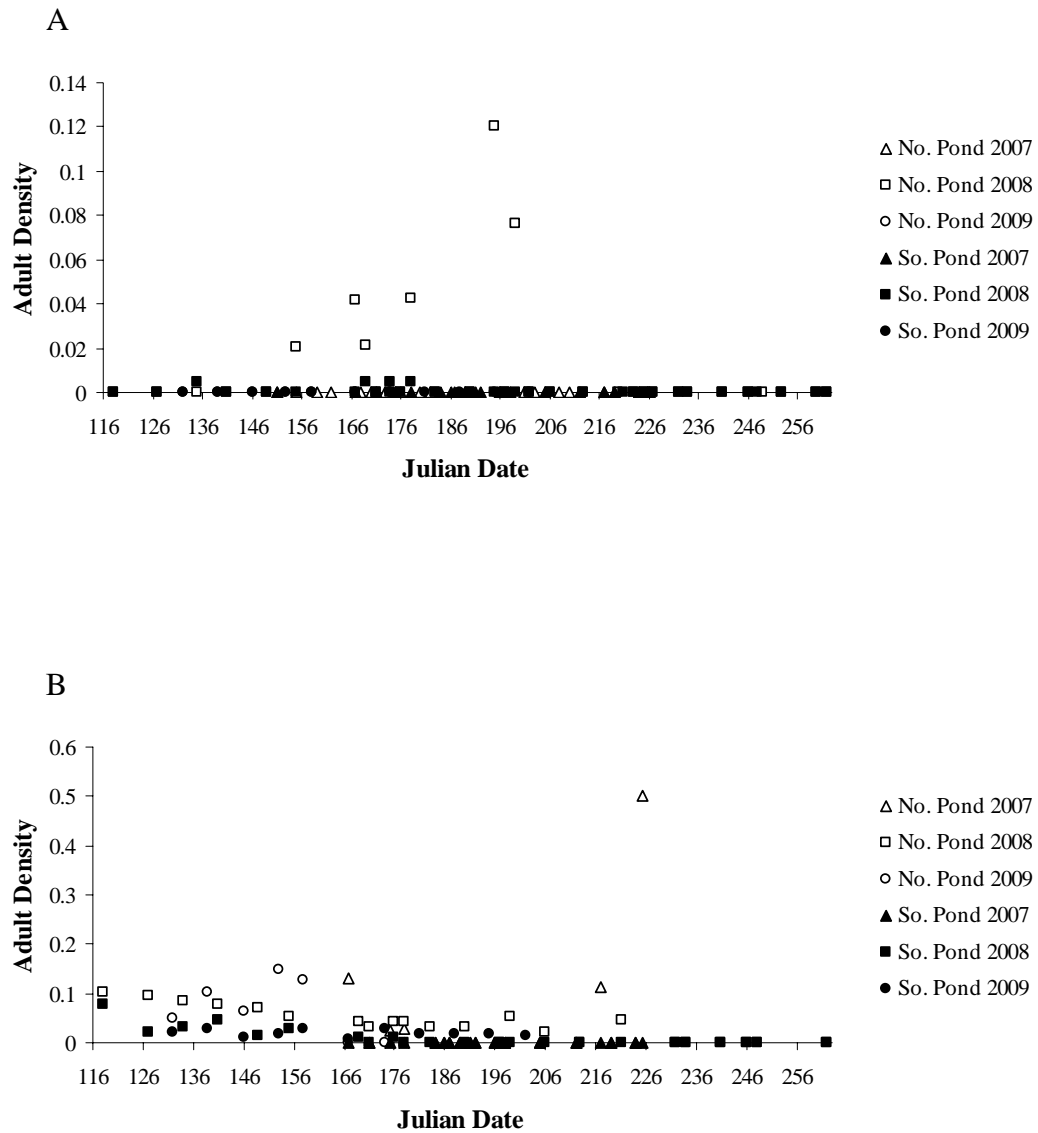 A
0.14
0.12
0.1
0.08
0.06
0.04
0.02
0
Adult Density
116 126 136 146 156 166 176 186 196 206 216 226 236 246 256
Julian Date
No. Pond 2007
No. Pond 2008
No. Pond 2009
So. Pond 2007
So. Pond 2008
So. Pond 2009
B
0.6
0.5
0.4
0.3
0.2
0.1
0
Adult Density
116 126 136 146 156 166 176 186 196 206 216 226 236 246 256
Julian Date
No. Pond 2007
No. Pond 2008
No. Pond 2009
So. Pond 2007
So. Pond 2008
So. Pond 2009